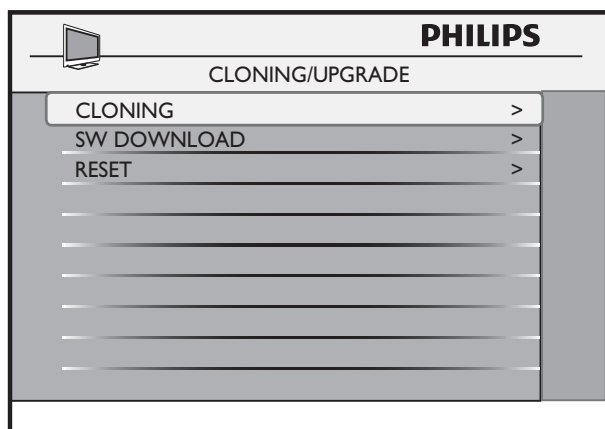 PHILIPS
CLONING/UPGRADE
CLONING >
SW DOWNLOAD >
RESET >